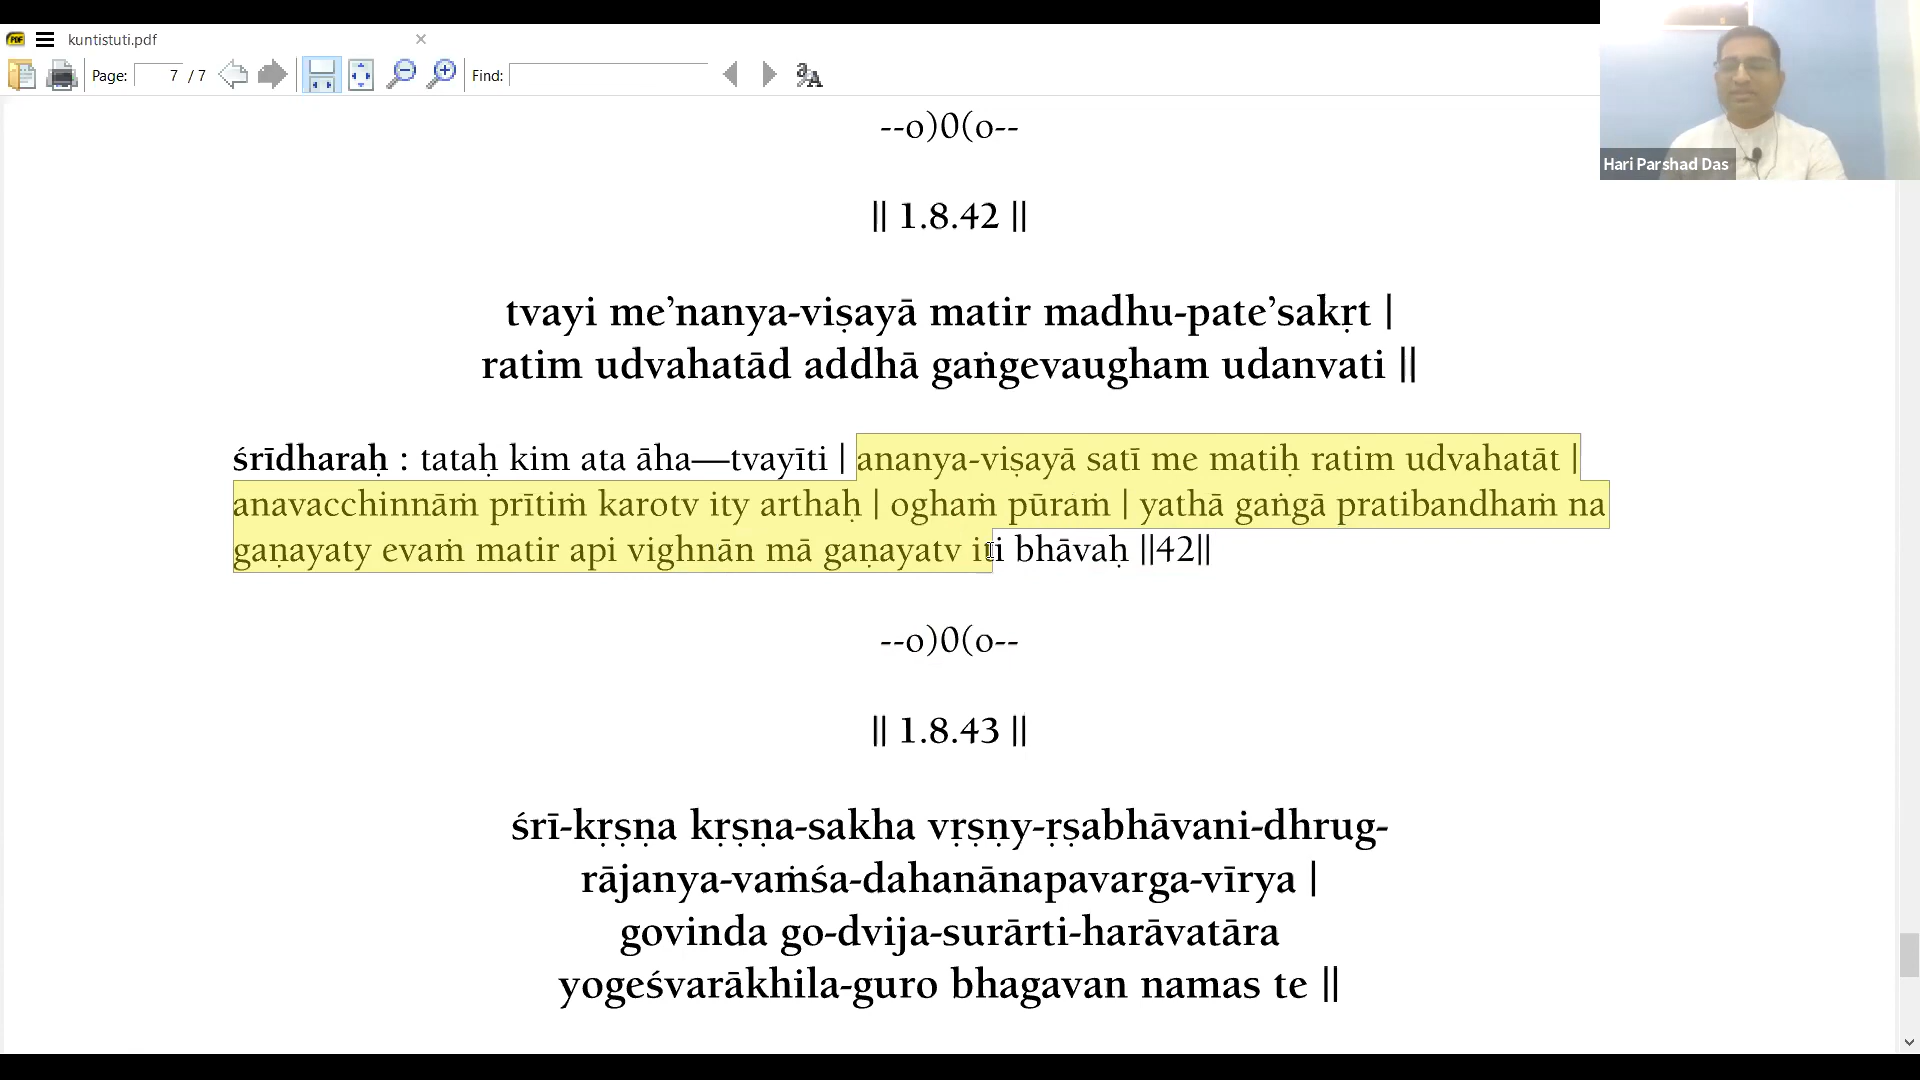 kuntistuti.pdf
Page: 7 / 7 Find:
Hari Parshad Das
--o)0(o--
|| 1.8.42 ||
tvayi me’nanya-viṣayā matir madhu-pate’sakṛt |
ratim udvahatād addhā gaṅgevaugham udanvati ||
śrīdharaḥ : tataḥ kim ata āha—tvayīti | ananya-viṣayā satī me matiḥ ratim udvahatāt |
anavacchinnāṁ prītiṁ karotv ity arthaḥ | oghaṁ pūraṁ | yathā gaṅgā pratibandhaṁ na
gaṇayaty evaṁ matir api vighnān mā gaṇayatv iti bhāvaḥ ||42||
--o)0(o--
|| 1.8.43 ||
śrī-kṛṣṇa kṛṣṇa-sakha vṛṣṇy-ṛṣabhāvani-dhrug-
rājanya-vaṁśa-dahanānapavarga-vīrya |
govinda go-dvija-surārti-harāvatāra
yogeśvarākhila-guro bhagavan namas te ||